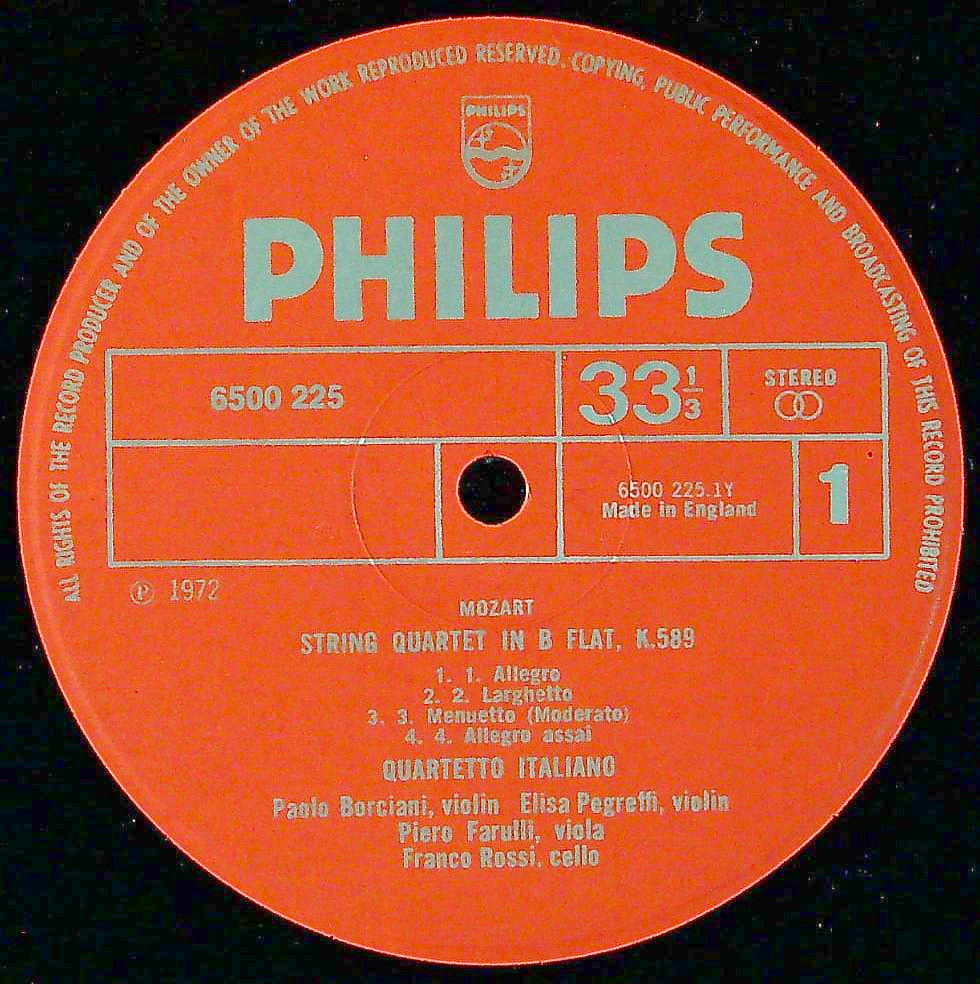 ALL RIGHTS OF THE RECORD PRODUCER AND OF THE OWNER OF THE WORK REPRODUCED RESERVED. COPYING, PUBLIC PERFORMANCE AND BROADCASTING OF THIS RECORD PROHIBITED
PHILIPS
PHILIPS
6500 225
33 1/3
STEREO
6500 225.1Y
Made in England
1
℗ 1972
MOZART
STRING QUARTET IN B FLAT, K.589
1. 1. Allegro
2. 2. Larghetto
3. 3. Menuetto (Moderato)
4. 4. Allegro assai
QUARTETTO ITALIANO
Paolo Borciani, violin Elisa Pegreffi, violin
Piero Farulli, viola
Franco Rossi, cello